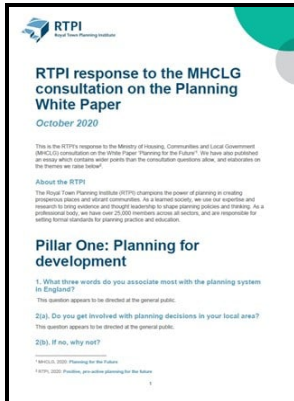 RTPI
Royal Town Planning Institute
RTPI response to the MHCLG
consultation on the Planning
White Paper
October 2020
This is the RTPI's response to the Ministry of Housing, Communities and Local Government
(MHCLG) consultation on the White Paper 'Planning for the Future'¹. We have also published
an essay which contains wider points than the consultation questions allow, and elaborates on
the themes we raise below².
About the RTPI
The Royal Town Planning Institute (RTPI) champions the power of planning in creating
prosperous places and vibrant communities. As a learned society, we use our expertise and
research to bring evidence and thought leadership to shape planning policies and thinking. As a
professional body, we have over 25,000 members across all sectors, and are responsible for
setting formal standards for planning practice and education.
Pillar One: Planning for
development
1. What three words do you associate most with the planning system
in England?
This question appears to be directed at the general public.
2(a). Do you get involved with planning decisions in your local area?
This question appears to be directed at the general public.
2(b). If no, why not?
¹ MHCLG, 2020: Planning for the Future
² RTPI, 2020: Positive, pro-active planning for the future
1